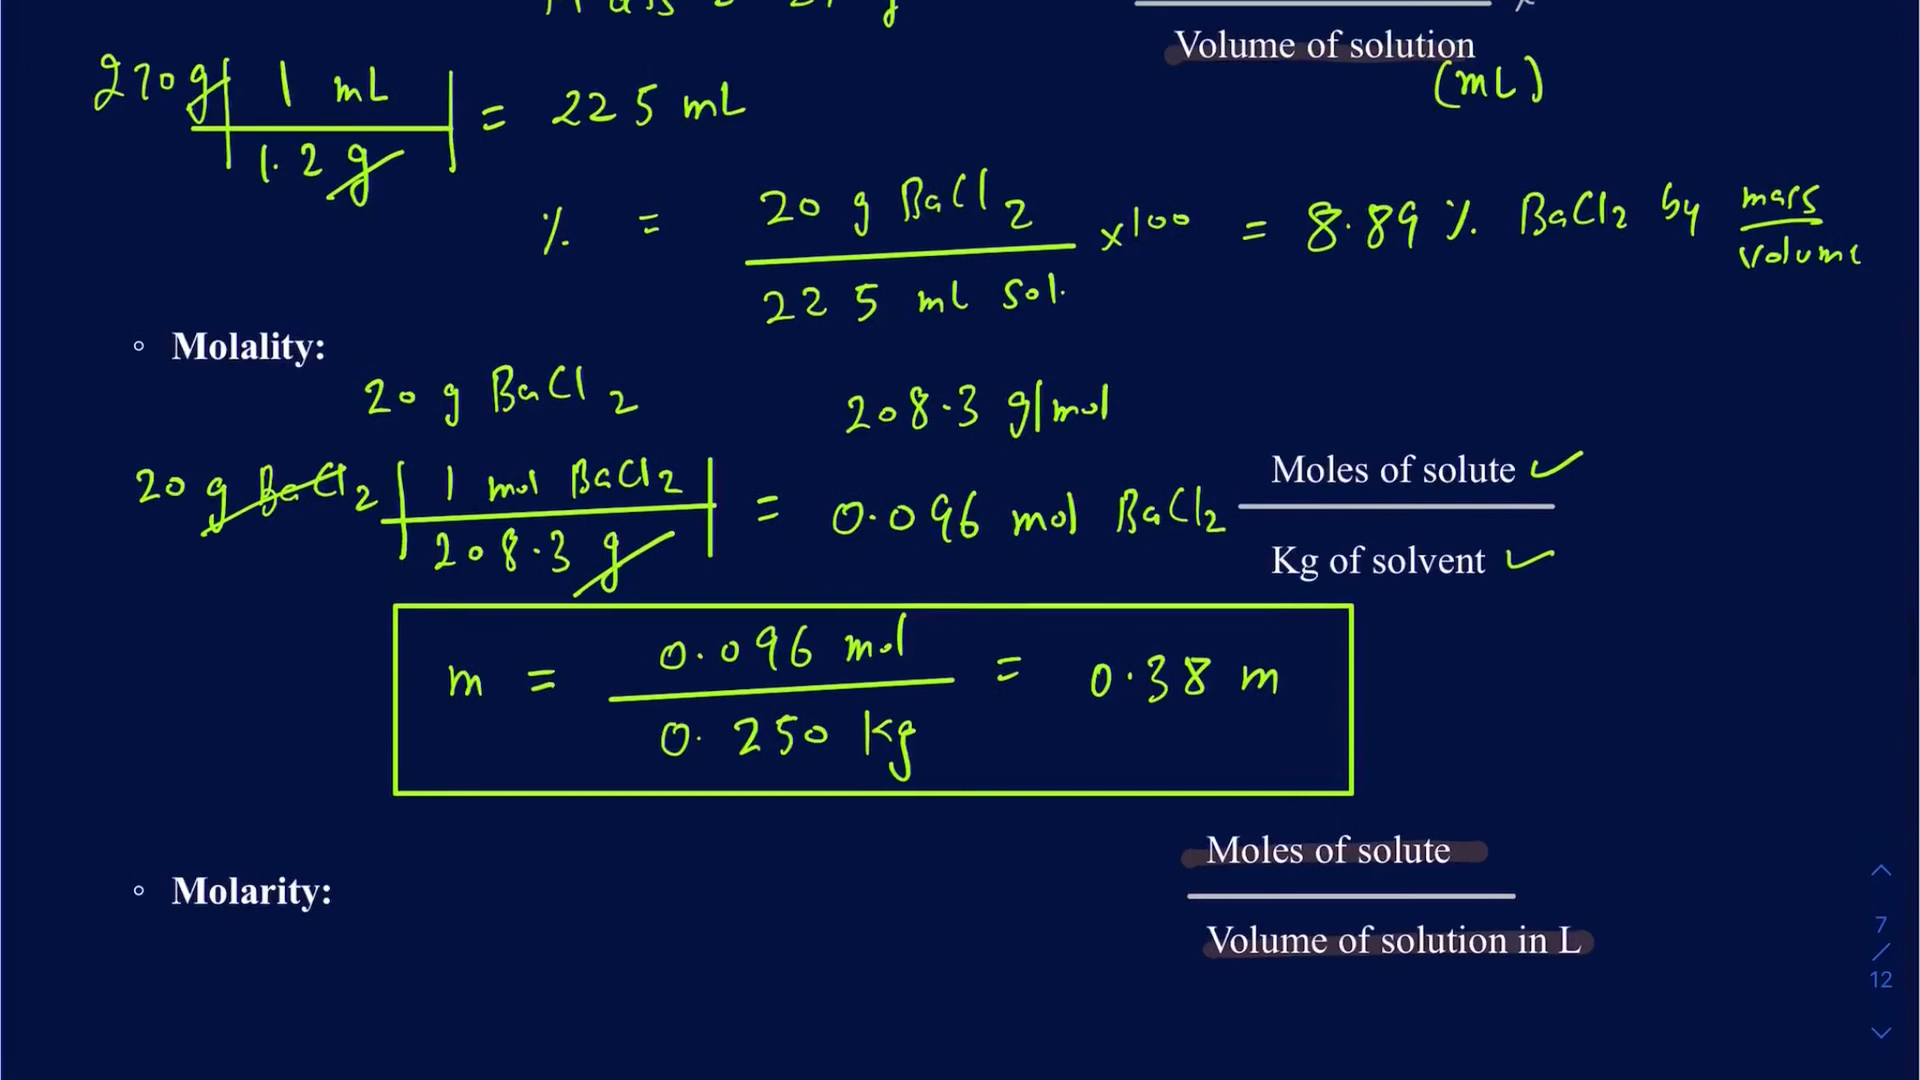 Volume of solution
(mL)
270 g | 1 mL | = 225 mL
1.2 g
% = 20 g BaCl2 x100 = 8.89 % BaCl2 by mass
225 mL sol. volume
◦ Molality:
20 g BaCl2 208.3 g/mol
20 g BaCl2 | 1 mol BaCl2 | = 0.096 mol BaCl2
208.3 g
Moles of solute ✓
Kg of solvent ✓
m = 0.096 mol = 0.38 m
0.250 kg
◦ Molarity:
Moles of solute
Volume of solution in L
7
/
12